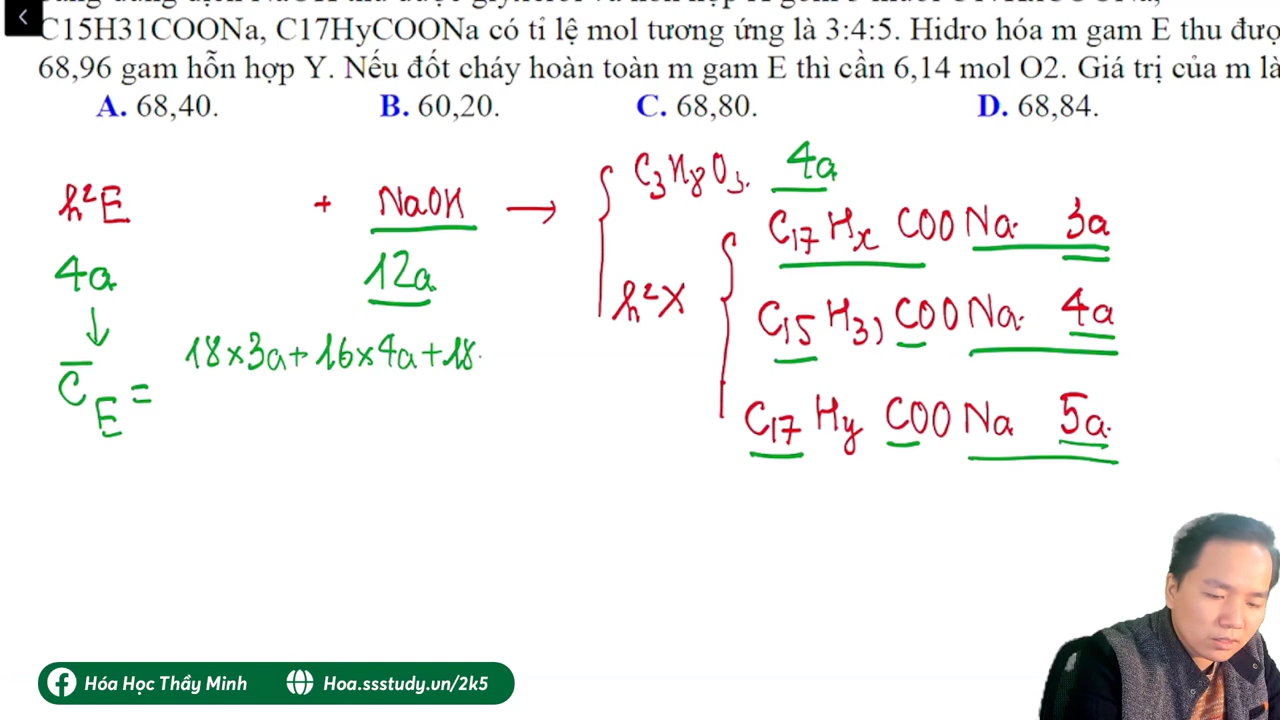 C15H31COONa, C17HyCOONa có tỉ lệ mol tương ứng là 3:4:5. Hidro hóa m gam E thu đượ
68,96 gam hỗn hợp Y. Nếu đốt cháy hoàn toàn m gam E thì cần 6,14 mol O2. Giá trị của m là
A. 68,40. B. 60,20. C. 68,80. D. 68,84.
C3H8O3. 4a
h²E + NaOH → C17HxCOONa. 3a
4a 12a h²X C15H31COONa. 4a
↓ 18×3a+16×4a+18.
C̅E = C17HyCOONa 5a.
Hóa Học Thầy Minh Hoa.ssstudy.vn/2k5